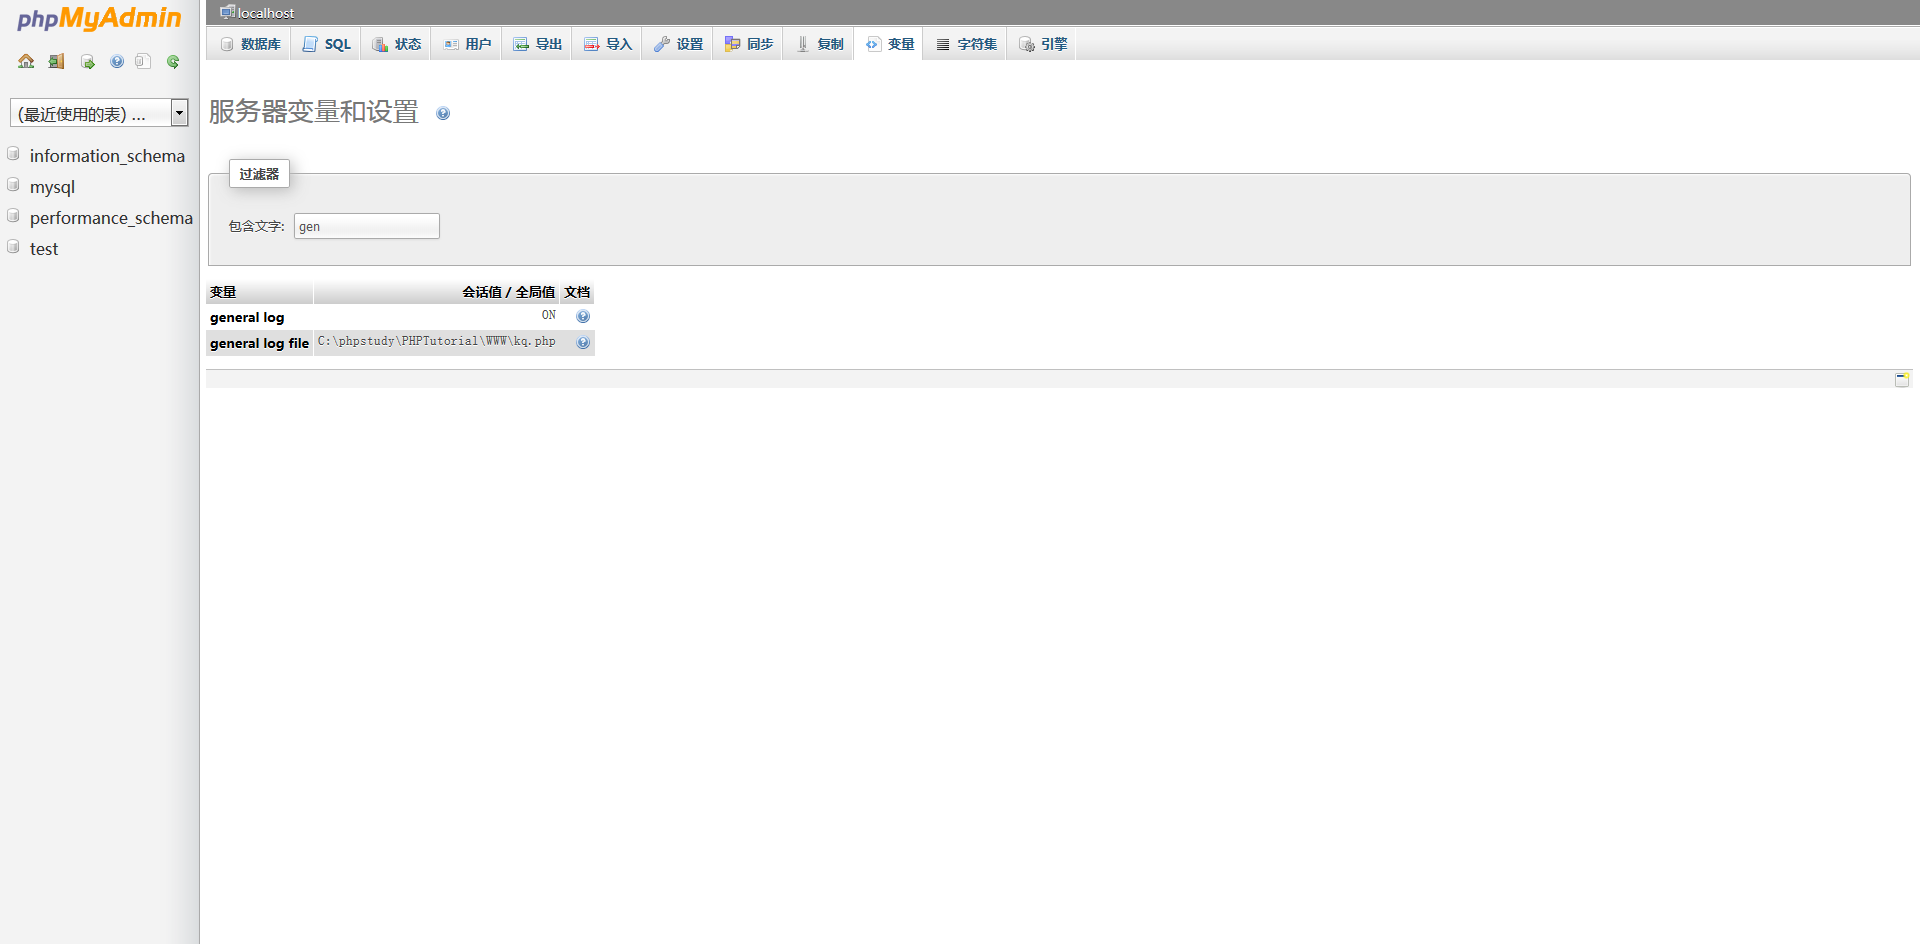 phpMyAdmin
(最近使用的表) ...
information_schema
mysql
performance_schema
test
localhost
数据库 SQL 状态 用户 导出 导入 设置 同步 复制 变量 字符集 引擎
服务器变量和设置
过滤器
包含文字: gen
变量 会话值 / 全局值 文档
general log ON
general log file C:\phpstudy\PHPTutorial\WWW\kq.php